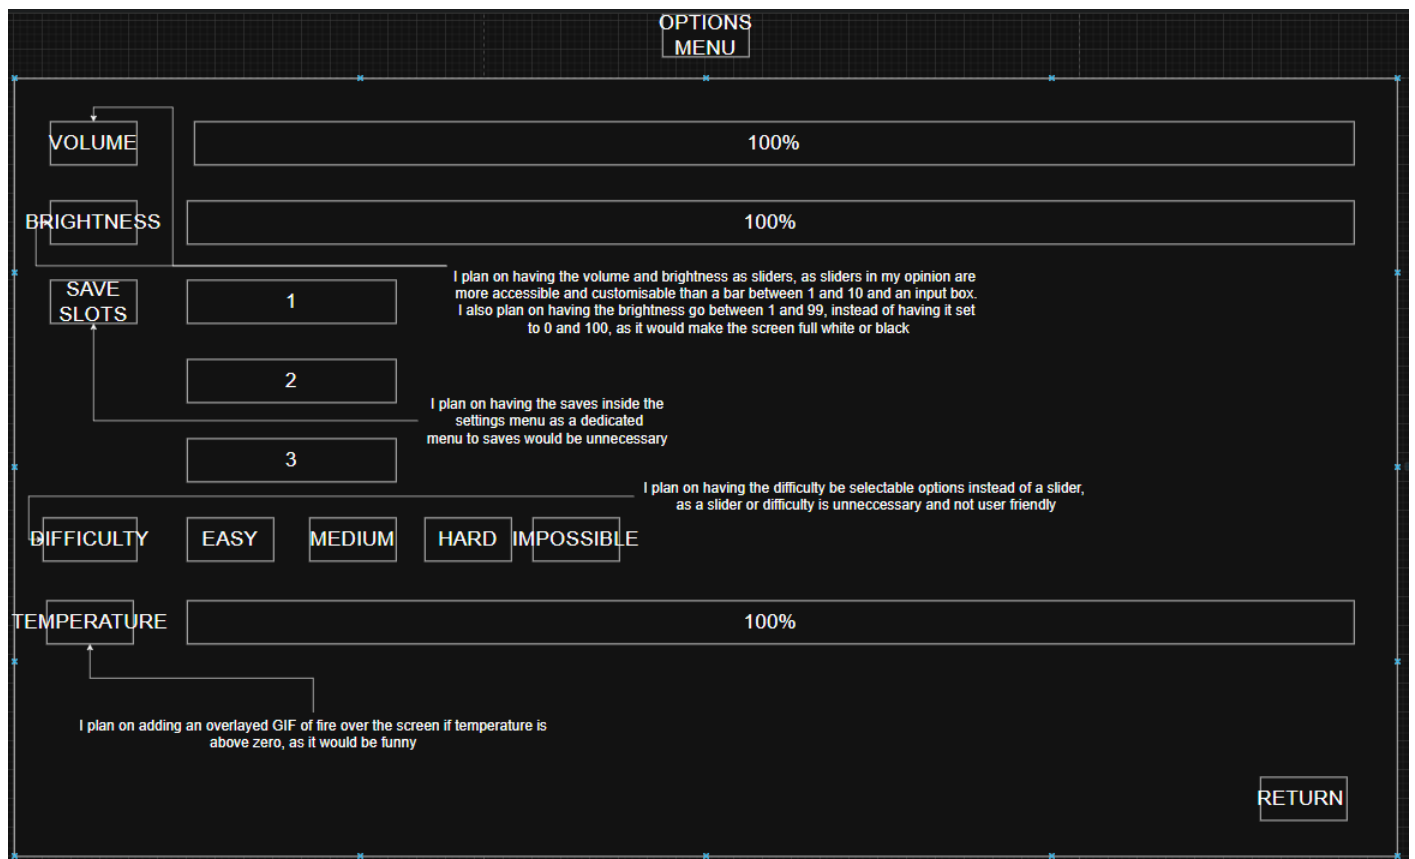 OPTIONS
MENU
VOLUME
100%
BRIGHTNESS
100%
SAVE
SLOTS
1
I plan on having the volume and brightness as sliders, as sliders in my opinion are
more accessible and customisable than a bar between 1 and 10 and an input box.
I also plan on having the brightness go between 1 and 99, instead of having it set
to 0 and 100, as it would make the screen full white or black
2
I plan on having the saves inside the
settings menu as a dedicated
menu to saves would be unnecessary
3
I plan on having the difficulty be selectable options instead of a slider,
as a slider or difficulty is unneccessary and not user friendly
DIFFICULTY
EASY
MEDIUM
HARD
IMPOSSIBLE
TEMPERATURE
100%
I plan on adding an overlayed GIF of fire over the screen if temperature is
above zero, as it would be funny
RETURN